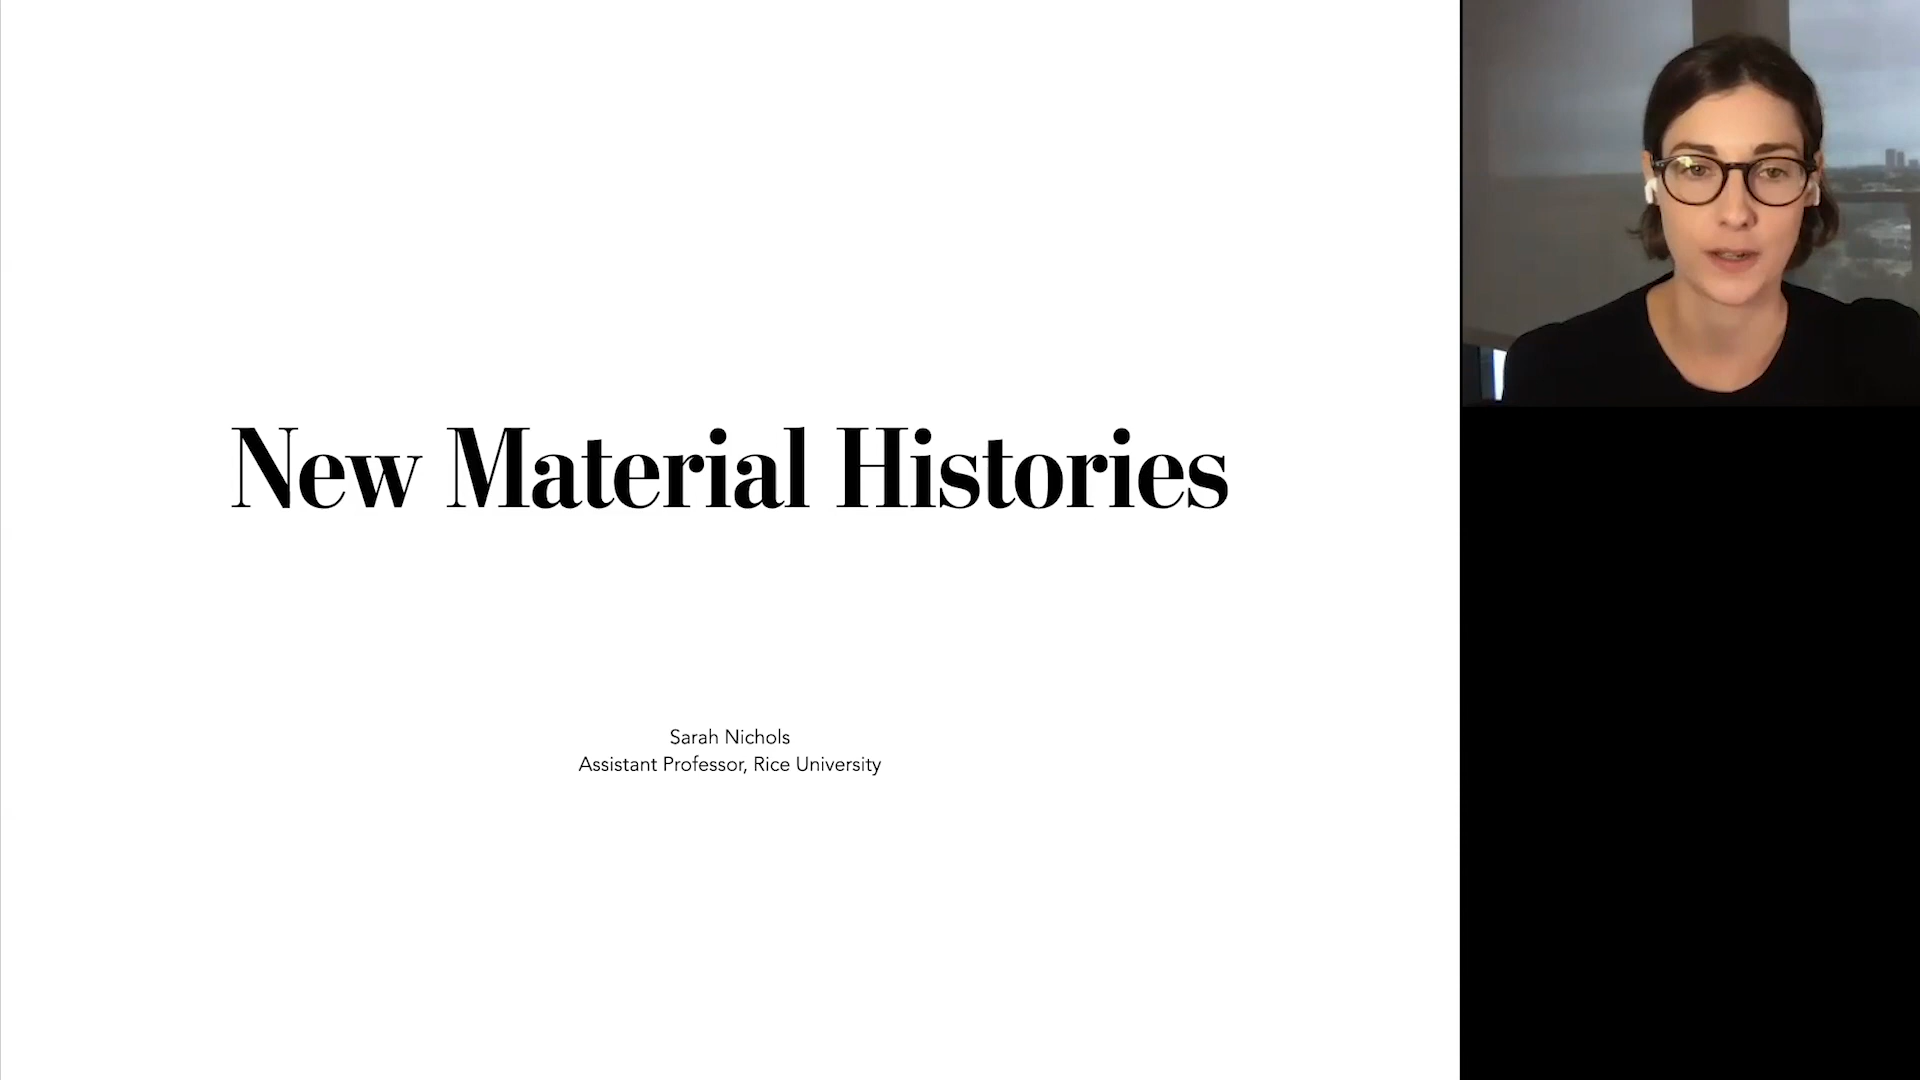 New Material Histories
Sarah Nichols
Assistant Professor, Rice University